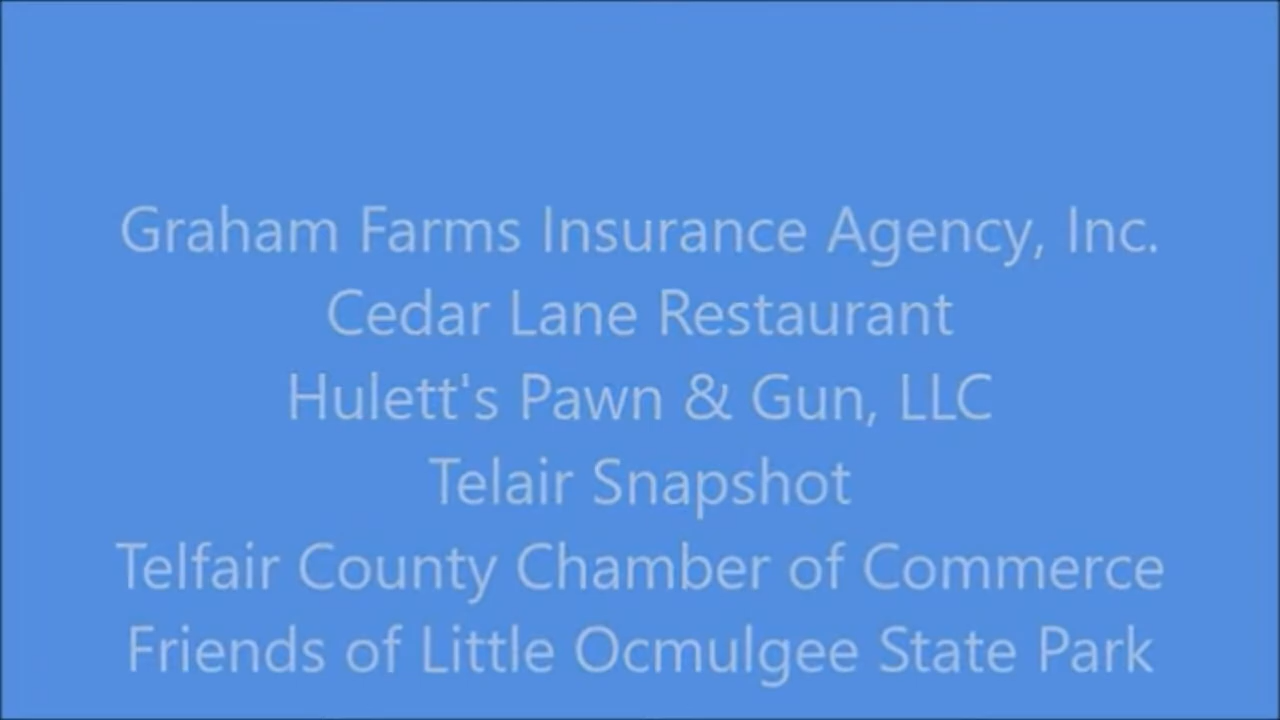 Graham Farms Insurance Agency, Inc.
Cedar Lane Restaurant
Hulett's Pawn & Gun, LLC
Telair Snapshot
Telfair County Chamber of Commerce
Friends of Little Ocmulgee State Park